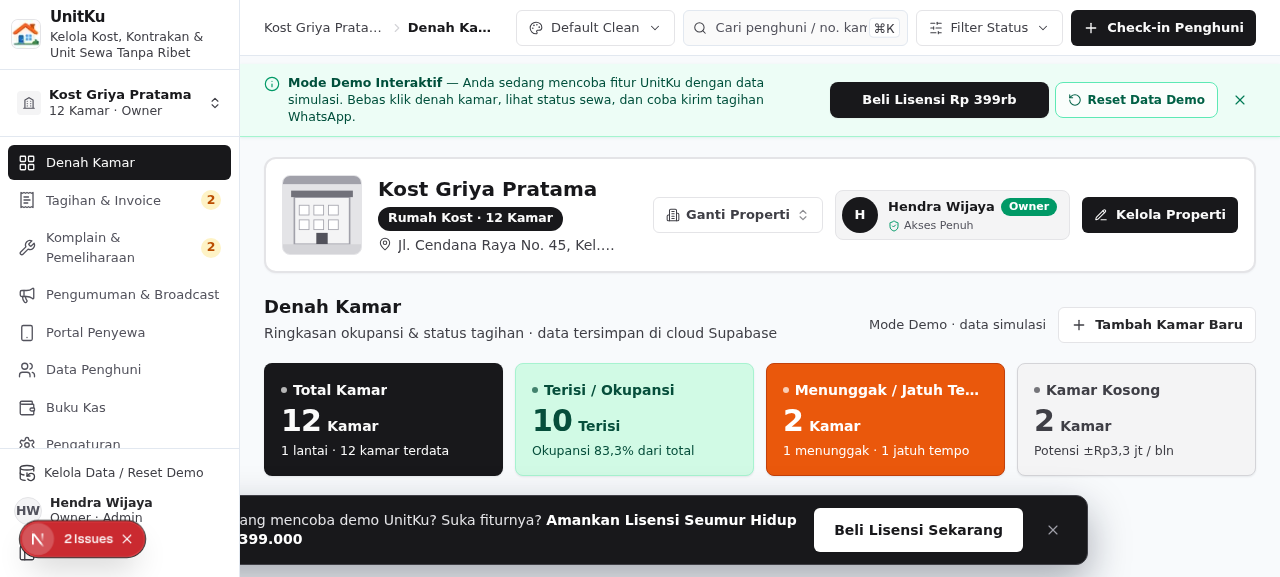 UnitKu
Kelola Kost, Kontrakan &
Unit Sewa Tanpa Ribet
Kost Griya Pratama
12 Kamar · Owner
Denah Kamar
Tagihan & Invoice
2
Komplain &
Pemeliharaan
2
Pengumuman & Broadcast
Portal Penyewa
Data Penghuni
Buku Kas
Pengaturan
Kelola Data / Reset Demo
HW
Hendra Wijaya
Owner · Admin
N
2 Issues
Kost Griya Prata...
Denah Ka...
Default Clean
Cari penghuni / no. kam
⌘K
Filter Status
Check-in Penghuni
Mode Demo Interaktif — Anda sedang mencoba fitur UnitKu dengan data
simulasi. Bebas klik denah kamar, lihat status sewa, dan coba kirim tagihan
WhatsApp.
Beli Lisensi Rp 399rb
Reset Data Demo
Kost Griya Pratama
Rumah Kost · 12 Kamar
Jl. Cendana Raya No. 45, Kel....
Ganti Properti
H
Hendra Wijaya
Owner
Akses Penuh
Kelola Properti
Denah Kamar
Ringkasan okupansi & status tagihan · data tersimpan di cloud Supabase
Mode Demo · data simulasi
Tambah Kamar Baru
Total Kamar
12 Kamar
1 lantai · 12 kamar terdata
Terisi / Okupansi
10 Terisi
Okupansi 83,3% dari total
Menunggak / Jatuh Te...
2 Kamar
1 menunggak · 1 jatuh tempo
Kamar Kosong
2 Kamar
Potensi ±Rp3,3 jt / bln
ang mencoba demo UnitKu? Suka fiturnya? Amankan Lisensi Seumur Hidup
399.000
Beli Lisensi Sekarang